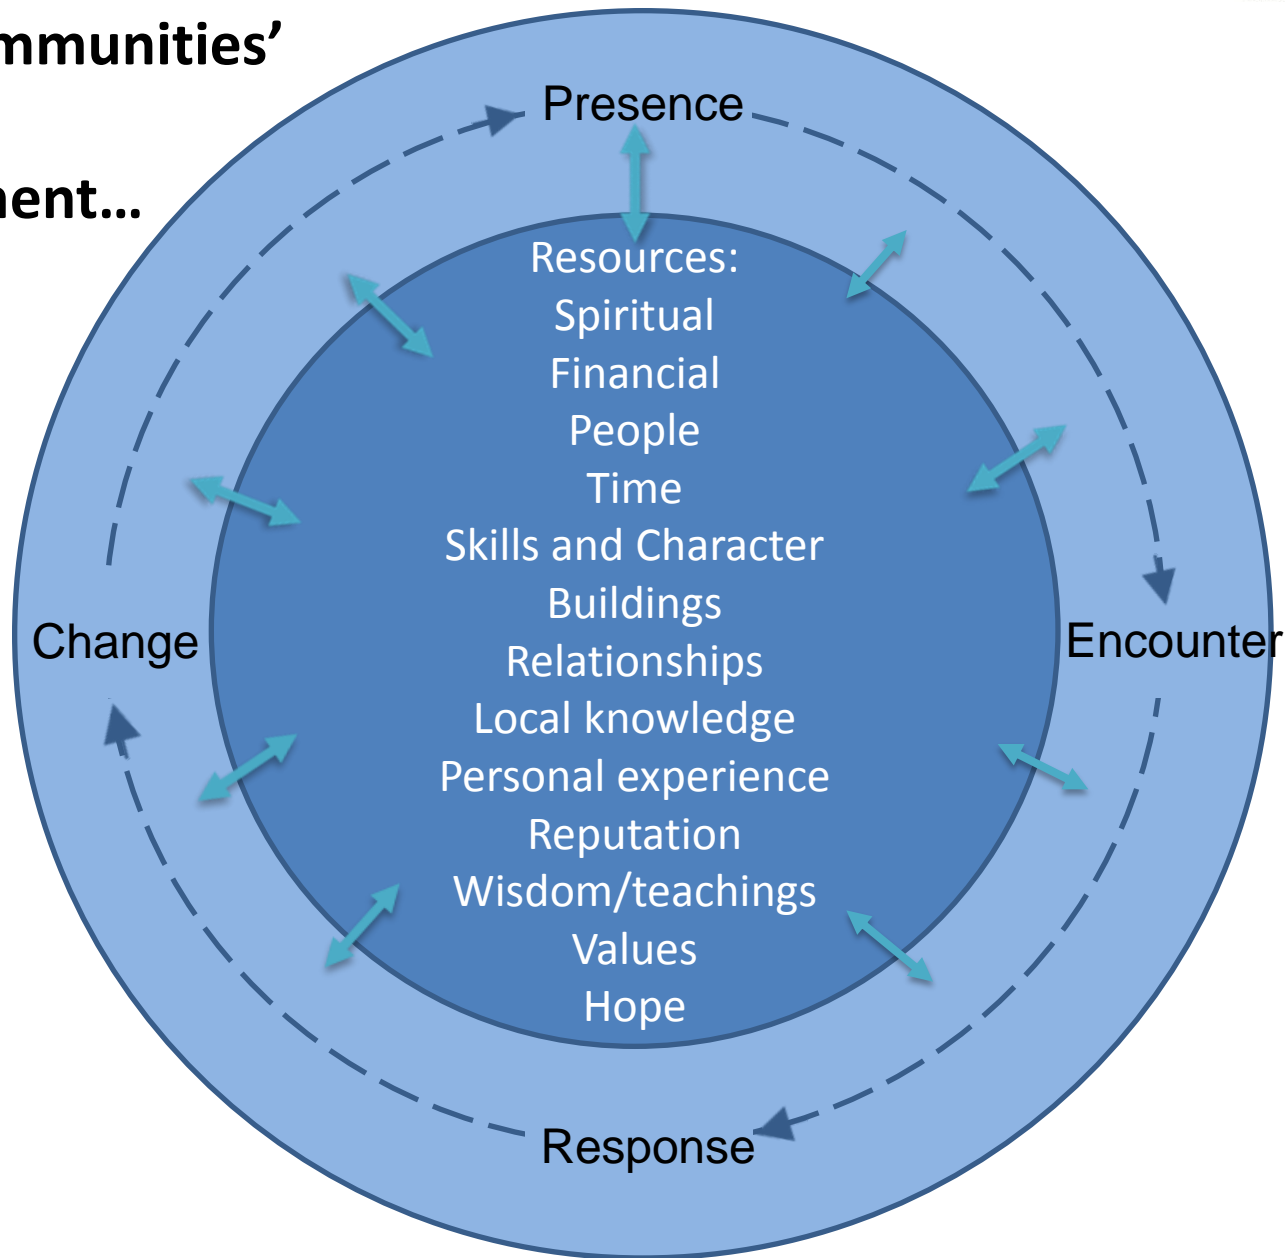 mmunities’
Presence
ment…
Resources:
Spiritual
Financial
People
Time
Skills and Character
Buildings
Change
Encounter
Relationships
Local knowledge
Personal experience
Reputation
Wisdom/teachings
Values
Hope
Response